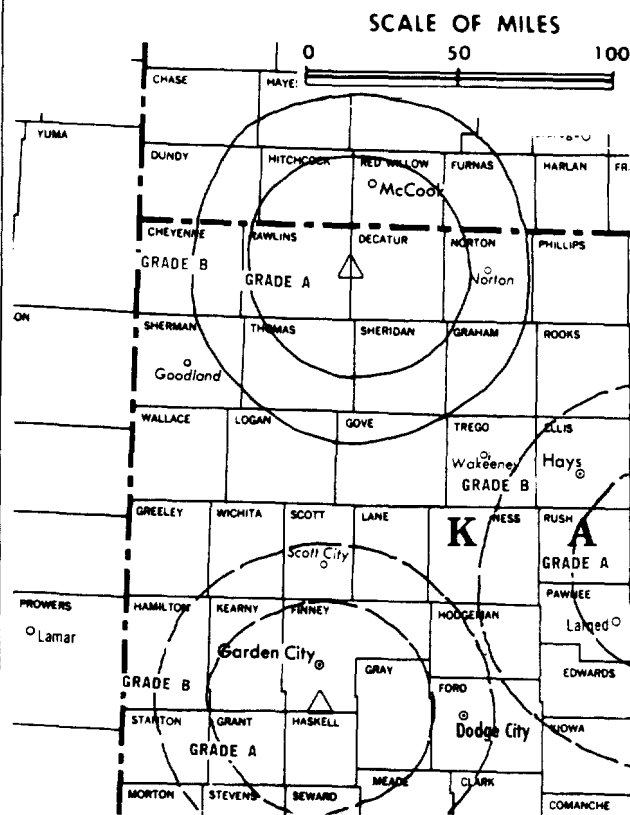 SCALE OF MILES
0 50 100
CHASE HAYE
YUMA
DUNDY HITCHCOCK RED WILLOW FURNAS HARLAN FR
McCook
CHEYENNE RAWLINS DECATUR NORTON PHILLIPS
GRADE B GRADE A Norton
ON SHERMAN THOMAS SHERIDAN GRAHAM ROOKS
Goodland
WALLACE LOGAN GOVE TREGO ELLIS
Wakeeney Hays
GRADE B
GREELEY WICHITA SCOTT LANE NESS RUSH
K A
Scott City
GRADE A
PROWERS HAMILTON KEARNY FINNEY HODGEMAN PAWNEE
Lamar Larned
Garden City
GRAY EDWARDS
GRADE B FORD
STANTON GRANT HASKELL Dodge City KIOWA
GRADE A
MORTON STEVENS SEWARD MEADE CLARK COMANCHE